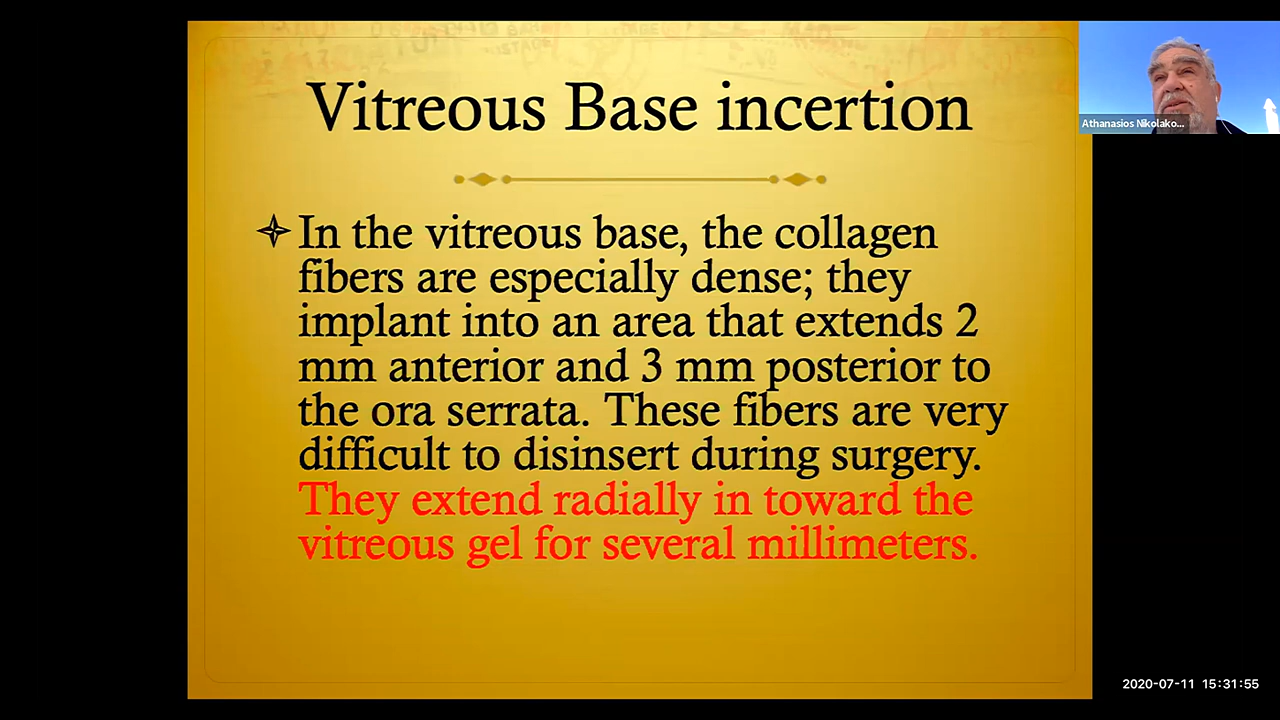 Vitreous Base incertion
In the vitreous base, the collagen
fibers are especially dense; they
implant into an area that extends 2
mm anterior and 3 mm posterior to
the ora serrata. These fibers are very
difficult to disinsert during surgery.
They extend radially in toward the
vitreous gel for several millimeters.
Athanasios Nikolako...
2020-07-11 15:31:55